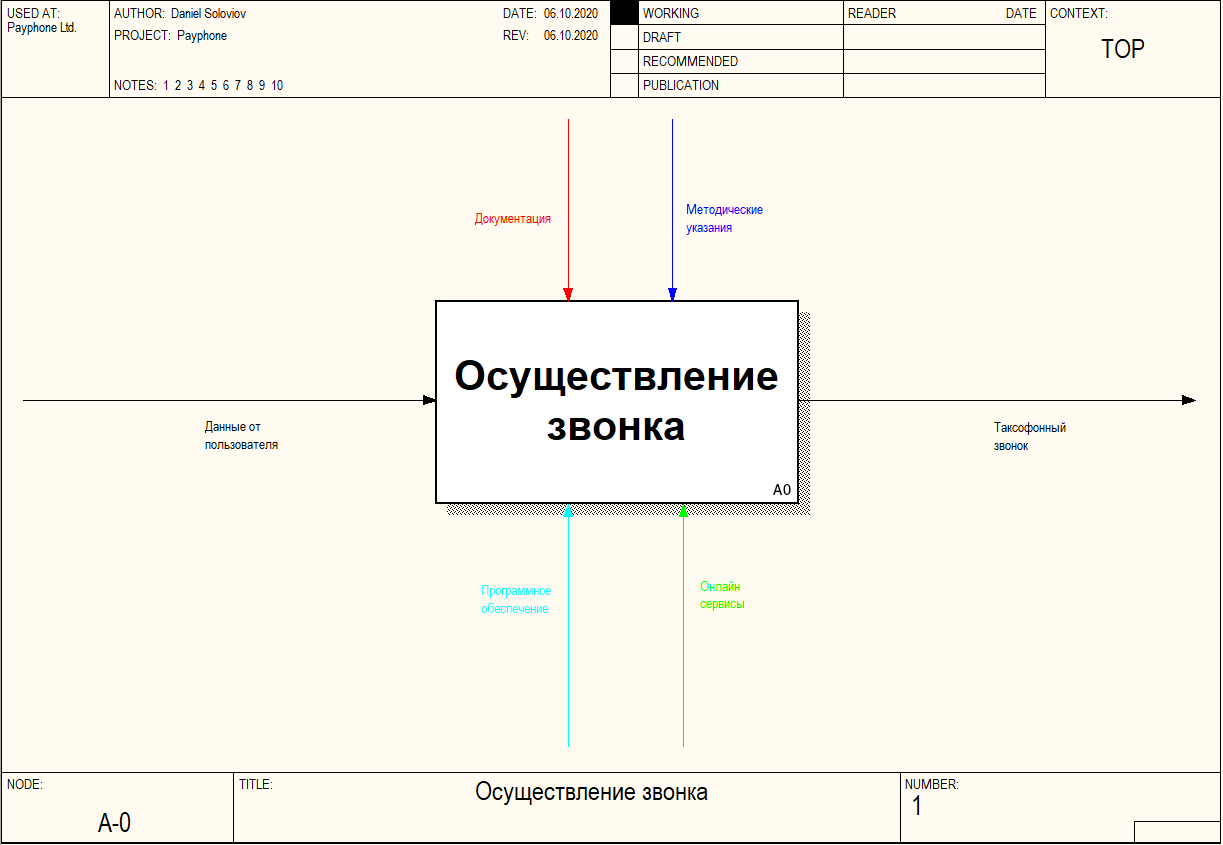 USED AT:
Payphone Ltd.
AUTHOR: Daniel Soloviov
DATE: 06.10.2020
PROJECT: Payphone
REV: 06.10.2020
NOTES: 1 2 3 4 5 6 7 8 9 10
WORKING
DRAFT
RECOMMENDED
PUBLICATION
READER DATE
CONTEXT:
TOP
Документация
Методические
указания
Осуществление
звонка
A0
Данные от
пользователя
Таксофонный
звонок
Программное
обеспечение
Онлайн
сервисы
NODE:
A-0
TITLE:
Осуществление звонка
NUMBER:
1